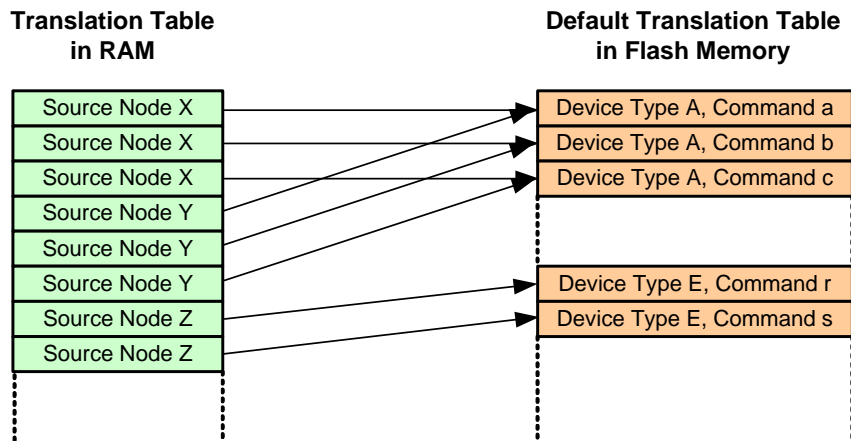 Translation Table
in RAM
Default Translation Table
in Flash Memory
Source Node X
Source Node X
Source Node X
Source Node Y
Source Node Y
Source Node Y
Source Node Z
Source Node Z
Device Type A, Command a
Device Type A, Command b
Device Type A, Command c
Device Type E, Command r
Device Type E, Command s